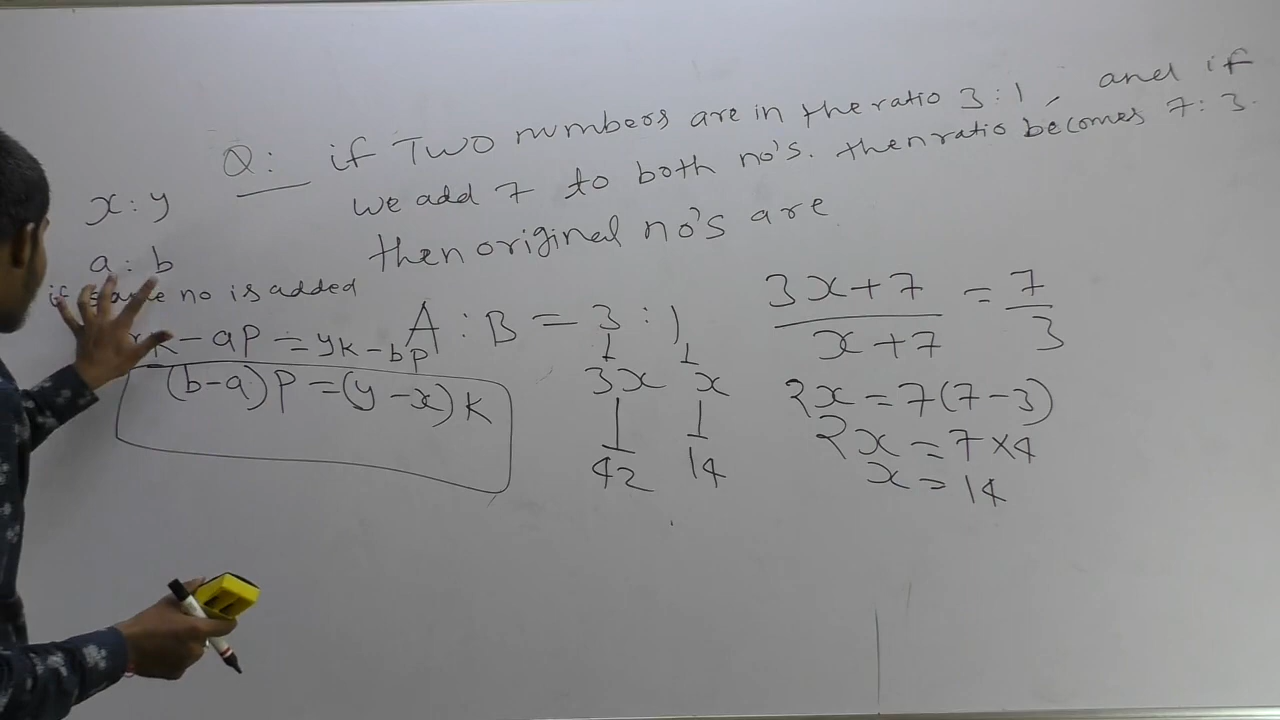 Q: if Two numbers are in the ratio 3:1, and if
we add 7 to both no's. then ratio becomes 7:3.
then original no's are
x:y
a:b
if same no is added
K-aP=yK-bP
(b-a)P=(y-x)K
A:B=3:1
3x x
42 14
3x+7 = 7
x+7 3
2x=7(7-3)
2x=7×4
x=14